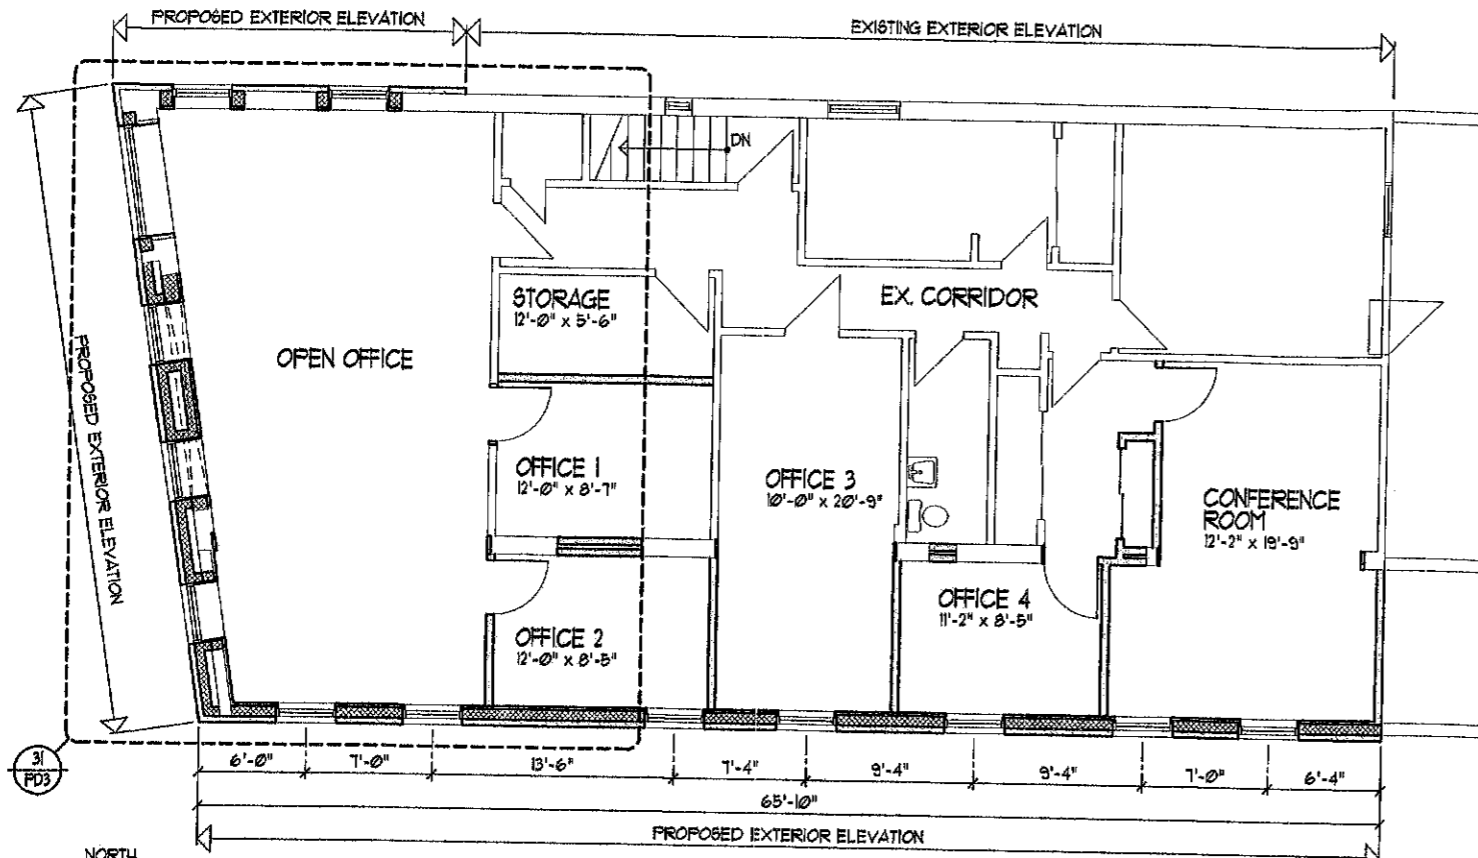 PROPOSED EXTERIOR ELEVATION
EXISTING EXTERIOR ELEVATION
DN
STORAGE
12'-0" x 5'-6"
EX. CORRIDOR
OPEN OFFICE
PROPOSED EXTERIOR ELEVATION
OFFICE 1
12'-0" x 8'-7"
OFFICE 3
10'-0" x 20'-9"
CONFERENCE
ROOM
12'-2" x 19'-9"
OFFICE 4
11'-2" x 8'-5"
OFFICE 2
12'-0" x 8'-5"
31
PD3
6'-0"
7'-0"
13'-6"
7'-4"
9'-4"
9'-4"
7'-0"
6'-4"
65'-10"
PROPOSED EXTERIOR ELEVATION
NORTH